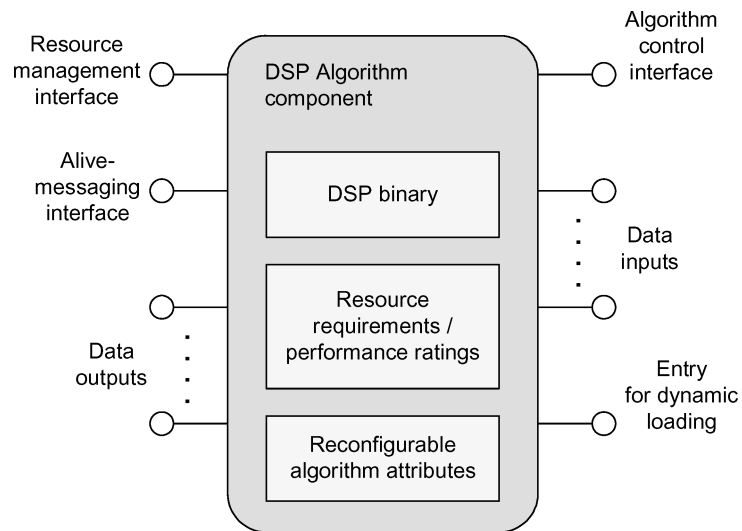 Resource
management
interface
Alive-
messaging
interface
Data
outputs
DSP Algorithm
component
DSP binary
Resource
requirements /
performance ratings
Reconfigurable
algorithm attributes
Algorithm
control
interface
Data
inputs
Entry
for dynamic
loading